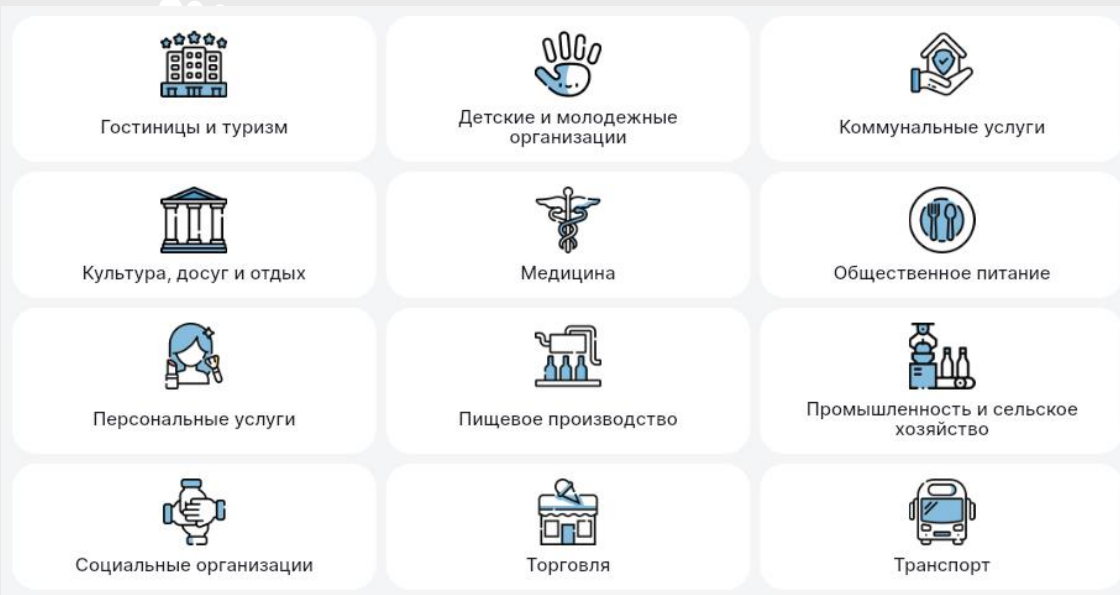 Гостиницы и туризм
Детские и молодежные
организации
Коммунальные услуги
Культура, досуг и отдых
Медицина
Общественное питание
Персональные услуги
Пищевое производство
Промышленность и сельское
хозяйство
Социальные организации
Торговля
Транспорт